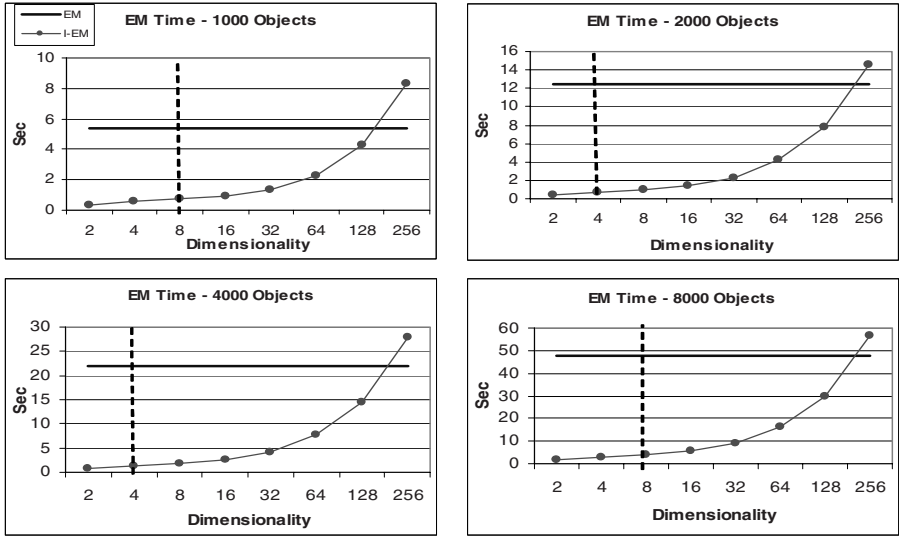 EM
I-EM
EM Time - 1000 Objects
10
8
6
4
2
0
Sec
2 4 8 16 32 64 128 256
Dimensionality
EM Time - 2000 Objects
16
14
12
10
8
6
4
2
0
Sec
2 4 8 16 32 64 128 256
Dimensionality
EM Time - 4000 Objects
30
25
20
15
10
5
0
Sec
2 4 8 16 32 64 128 256
Dimensionality
EM Time - 8000 Objects
60
50
40
30
20
10
0
Sec
2 4 8 16 32 64 128 256
Dimensionality